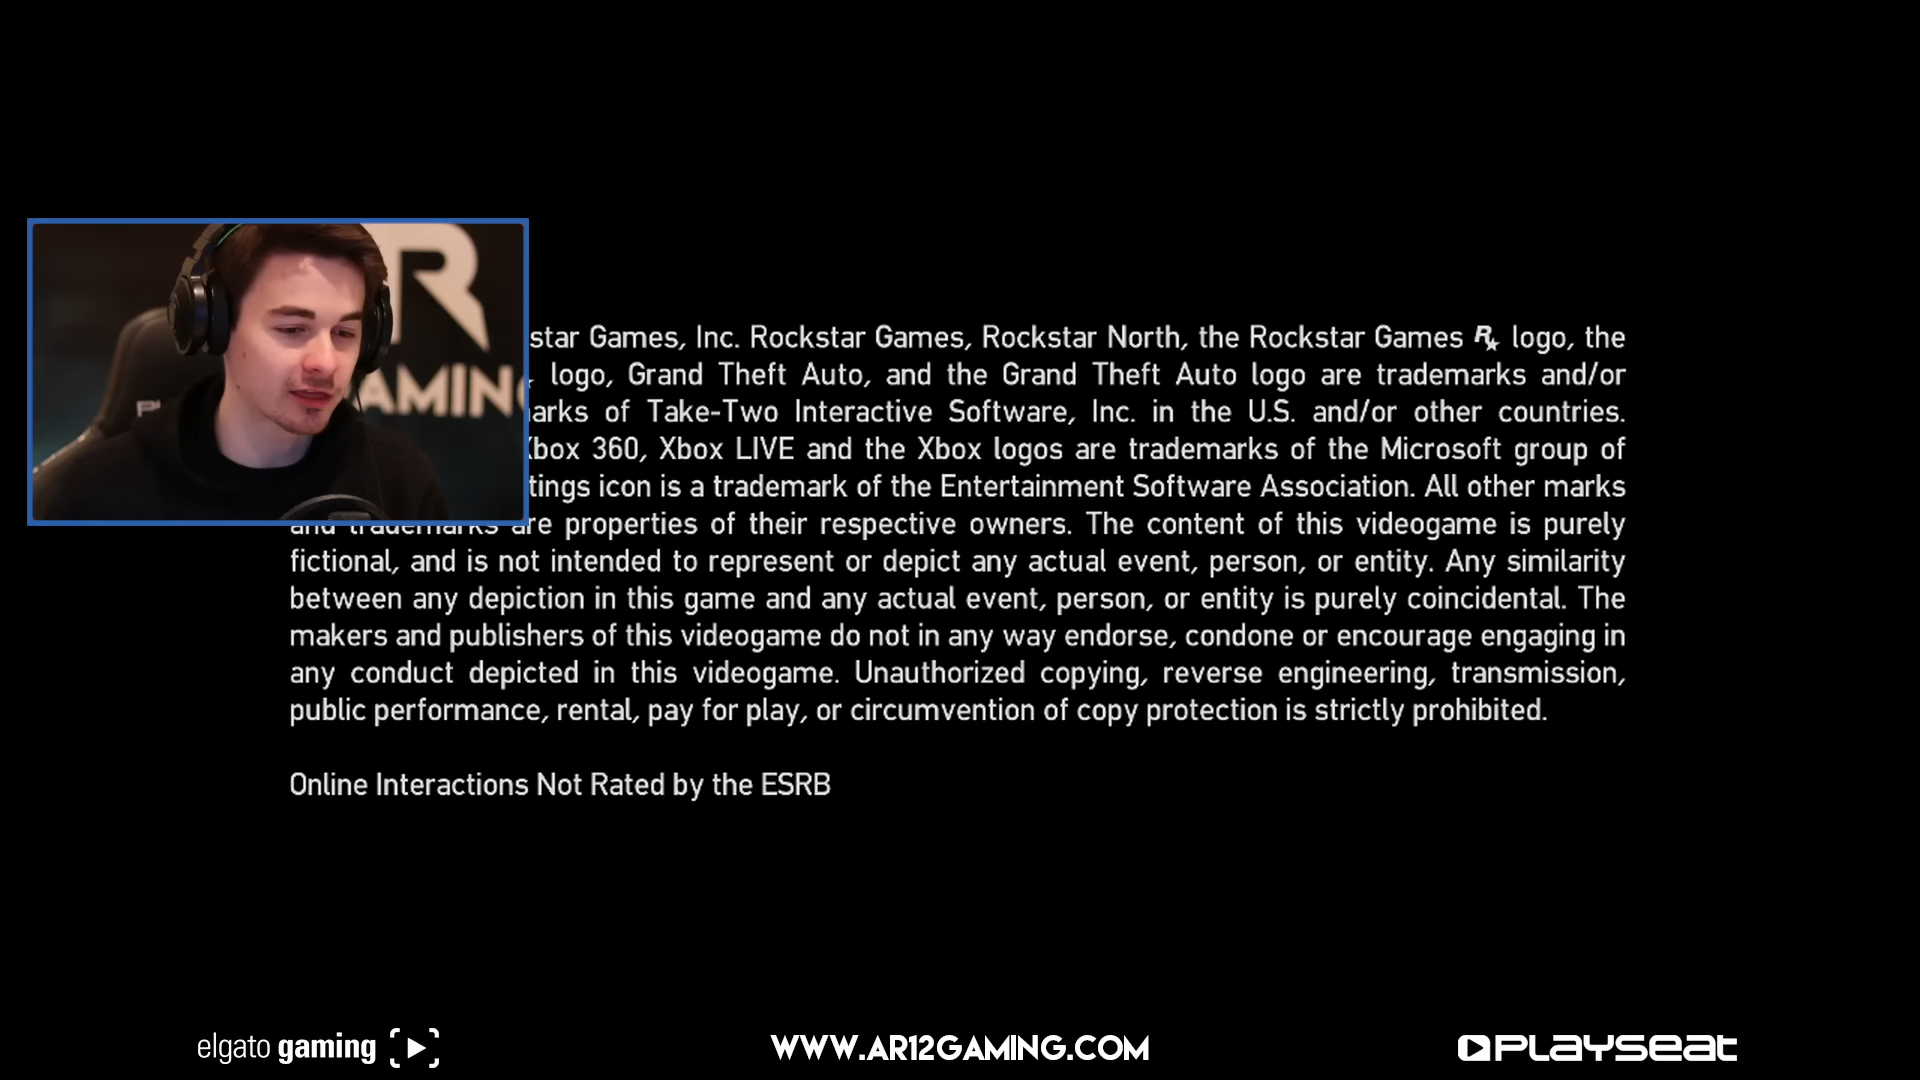 R
AMING
star Games, Inc. Rockstar Games, Rockstar North, the Rockstar Games R logo, the
logo, Grand Theft Auto, and the Grand Theft Auto logo are trademarks and/or
arks of Take-Two Interactive Software, Inc. in the U.S. and/or other countries.
Xbox 360, Xbox LIVE and the Xbox logos are trademarks of the Microsoft group of
tings icon is a trademark of the Entertainment Software Association. All other marks
and trademarks are properties of their respective owners. The content of this videogame is purely
fictional, and is not intended to represent or depict any actual event, person, or entity. Any similarity
between any depiction in this game and any actual event, person, or entity is purely coincidental. The
makers and publishers of this videogame do not in any way endorse, condone or encourage engaging in
any conduct depicted in this videogame. Unauthorized copying, reverse engineering, transmission,
public performance, rental, pay for play, or circumvention of copy protection is strictly prohibited.
Online Interactions Not Rated by the ESRB
elgato gaming
WWW.AR12GAMING.COM
PLAYSEAT